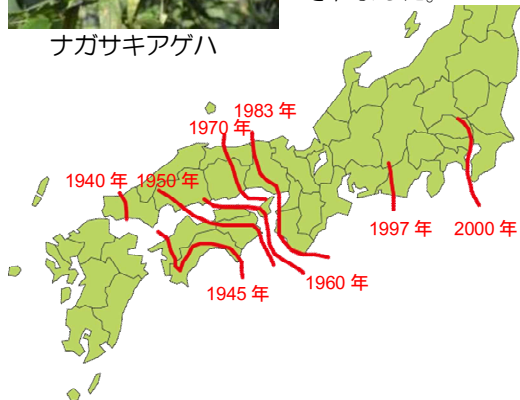 ナガサキアゲハ
1983 年
1970 年
1940 年
1950 年
1997 年
2000 年
1960 年
1945 年